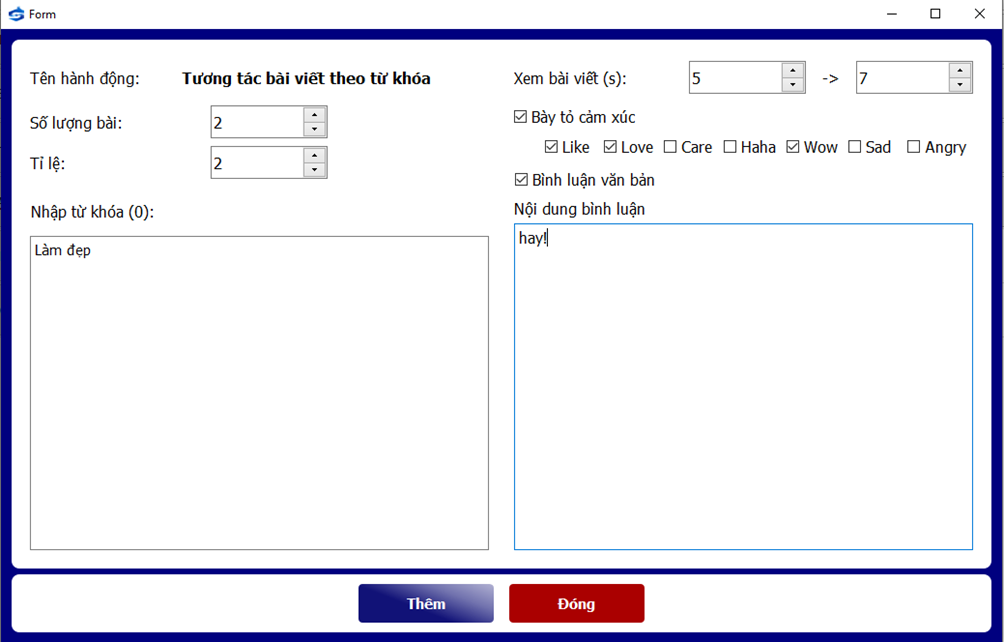 Form
Tên hành động: Tương tác bài viết theo từ khóa
Số lượng bài: 2
Tỉ lệ: 2
Nhập từ khóa (0):
Làm đẹp
Xem bài viết (s): 5 -> 7
Bày tỏ cảm xúc
Like Love Care Haha Wow Sad Angry
Bình luận văn bản
Nội dung bình luận
hay!
Thêm Đóng